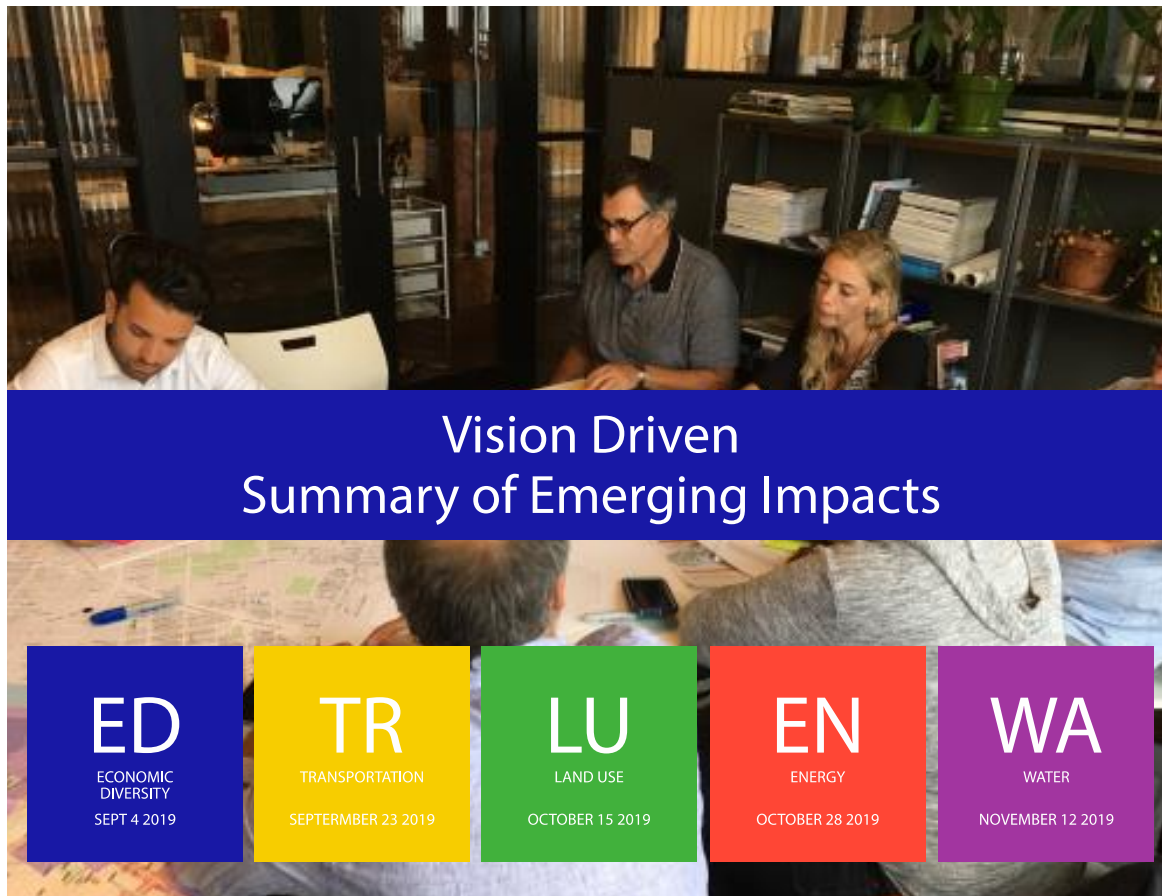 Vision Driven
Summary of Emerging Impacts
ED
ECONOMIC
DIVERSITY
SEPT 4 2019
TR
TRANSPORTATION
SEPTERMBER 23 2019
LU
LAND USE
OCTOBER 15 2019
EN
ENERGY
OCTOBER 28 2019
WA
WATER
NOVEMBER 12 2019